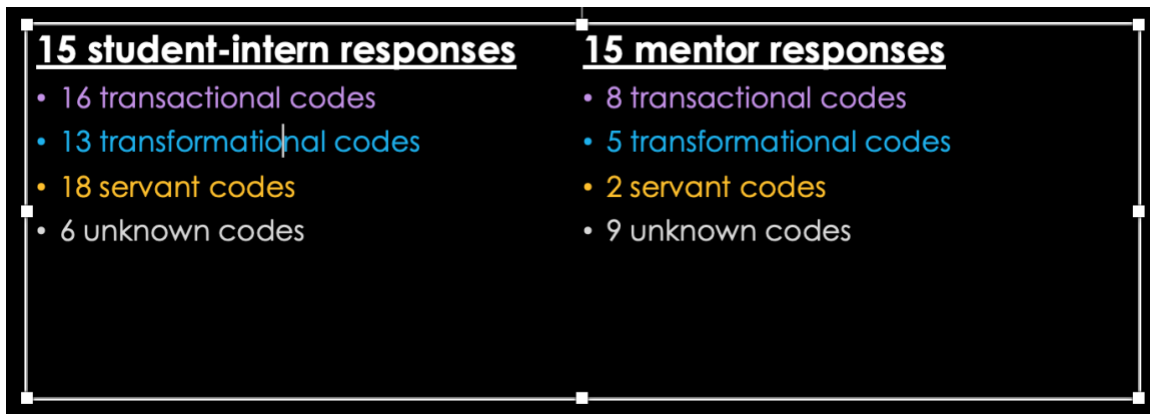 15 student-intern responses
• 16 transactional codes
• 13 transformational codes
• 18 servant codes
• 6 unknown codes
15 mentor responses
• 8 transactional codes
• 5 transformational codes
• 2 servant codes
• 9 unknown codes